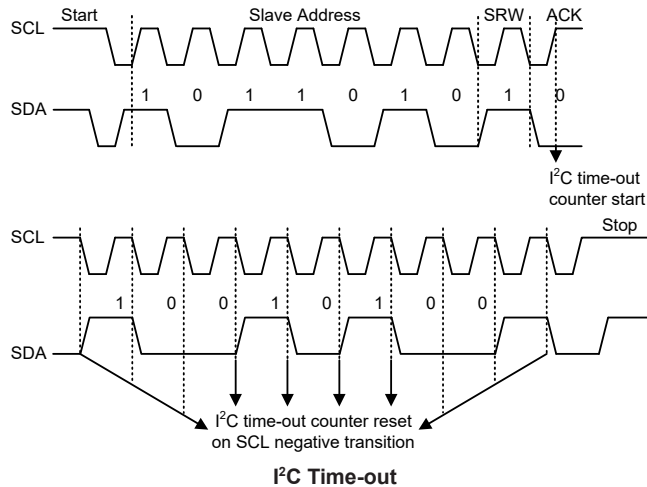 Start Slave Address SRW ACK
SCL
1 0 1 1 0 1 0 1 0
SDA
I²C time-out
counter start
Stop
SCL
1 0 0 1 0 1 0 0
SDA
I²C time-out counter reset
on SCL negative transition
I²C Time-out